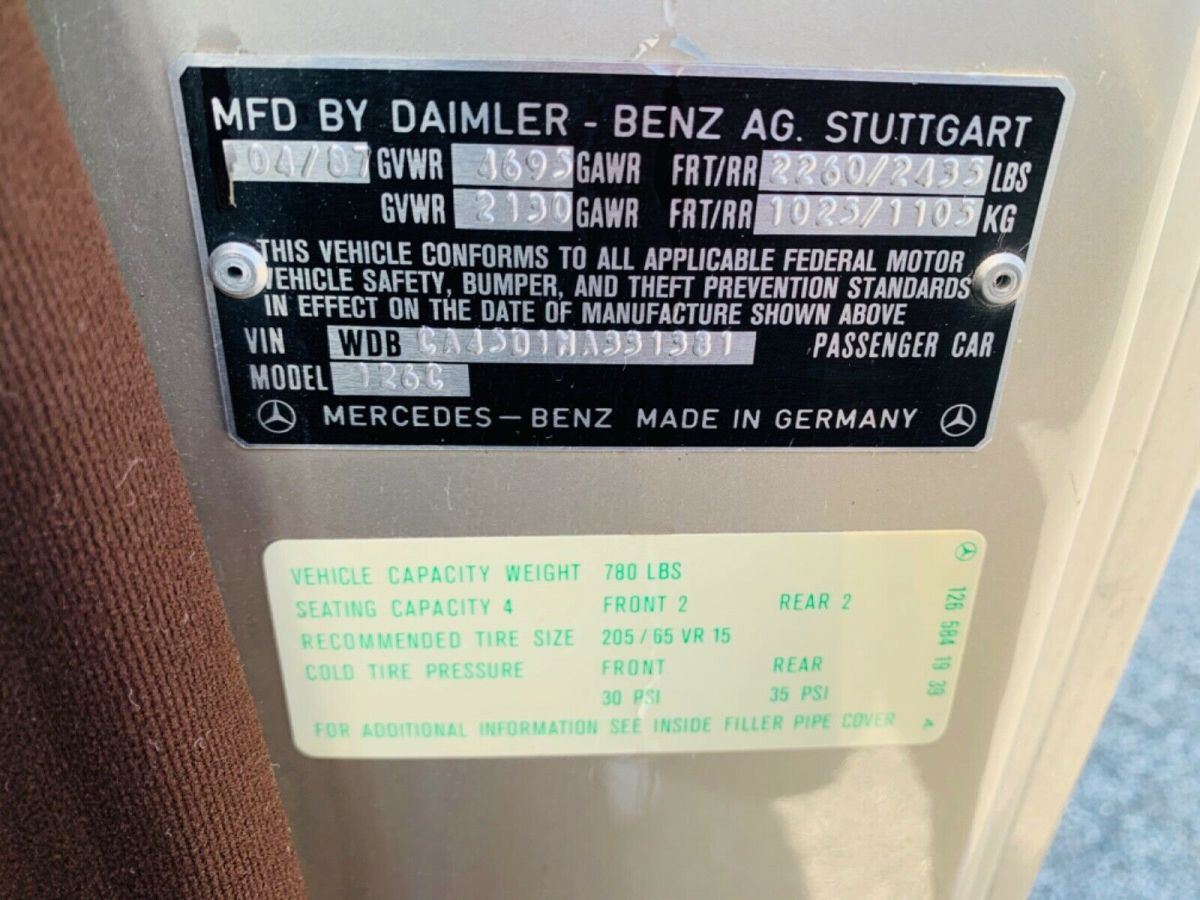 MFD BY DAIMLER - BENZ AG. STUTTGART
04/87 GVWR 4695 GAWR FRT/RR 2260/2435 LBS
GVWR 2130 GAWR FRT/RR 1025/1105 KG
THIS VEHICLE CONFORMS TO ALL APPLICABLE FEDERAL MOTOR
VEHICLE SAFETY, BUMPER, AND THEFT PREVENTION STANDARDS
IN EFFECT ON THE DATE OF MANUFACTURE SHOWN ABOVE
VIN WDB CA45D1HA331381 PASSENGER CAR
MODEL 126C
MERCEDES - BENZ MADE IN GERMANY
VEHICLE CAPACITY WEIGHT 780 LBS
SEATING CAPACITY 4 FRONT 2 REAR 2
RECOMMENDED TIRE SIZE 205/65 VR 15
COLD TIRE PRESSURE FRONT REAR
30 PSI 35 PSI
FOR ADDITIONAL INFORMATION SEE INSIDE FILLER PIPE COVER
126 584 19 39 A